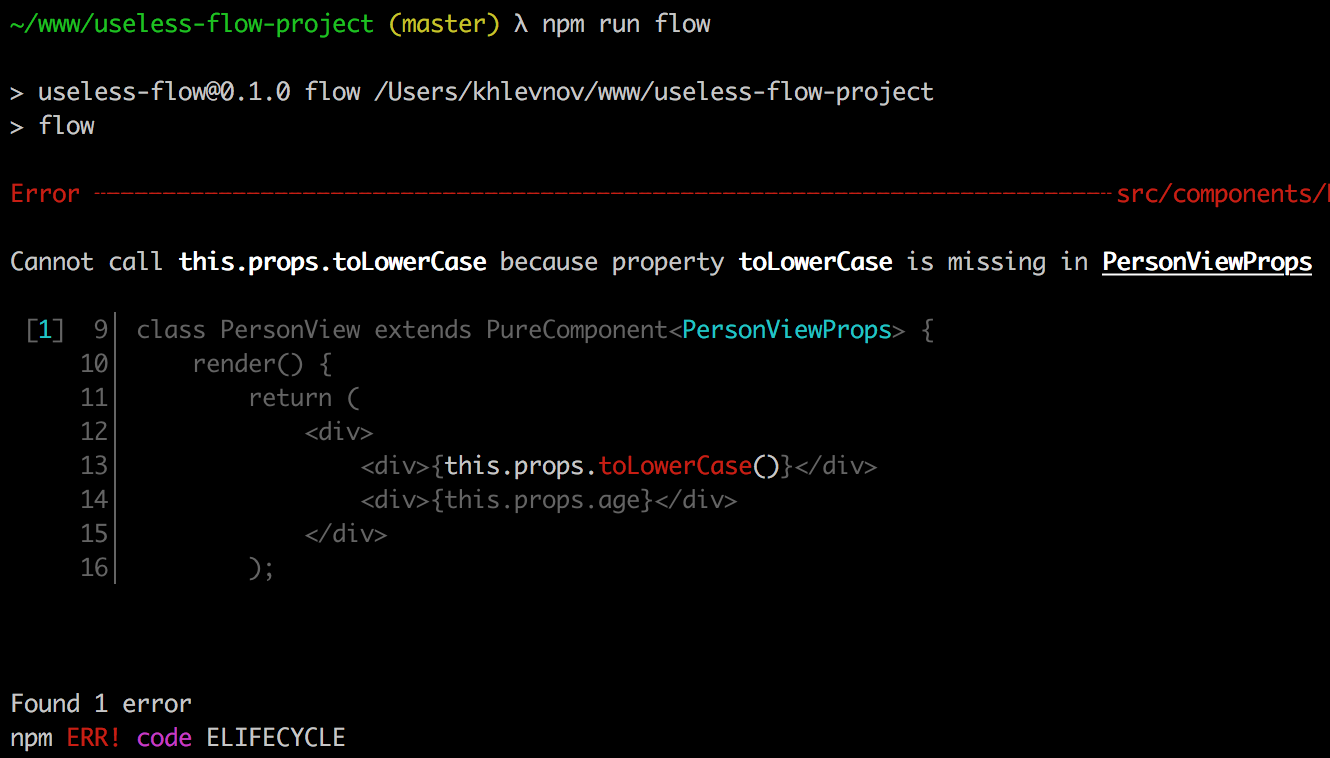 ~/www/useless-flow-project (master) λ npm run flow
> useless-flow@0.1.0 flow /Users/khlevnov/www/useless-flow-project
> flow
Error ------------------------------------------------------------------------ src/components/
Cannot call this.props.toLowerCase because property toLowerCase is missing in PersonViewProps
[1] 9│ class PersonView extends PureComponent<PersonViewProps> {
10│ render() {
11│ return (
12│ <div>
13│ <div>{this.props.toLowerCase()}</div>
14│ <div>{this.props.age}</div>
15│ </div>
16│ );
Found 1 error
npm ERR! code ELIFECYCLE